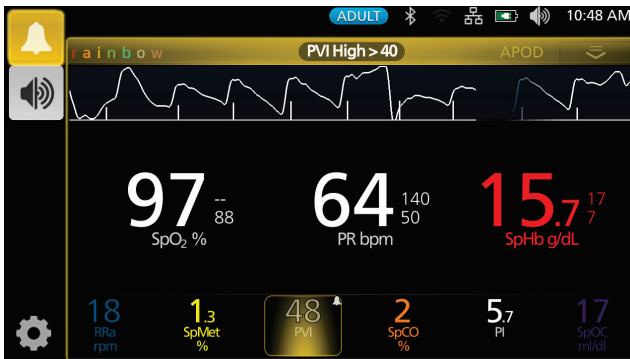 ADULT 10:48 AM
rainbow PVI High > 40 APOD
97 -- 88
SpO₂ %
64 140 50
PR bpm
15.7 17 7
SpHb g/dL
18 RRa rpm
1.3 SpMet %
48 PVI
2 SpCO %
5.7 PI
17 SpOC ml/dl